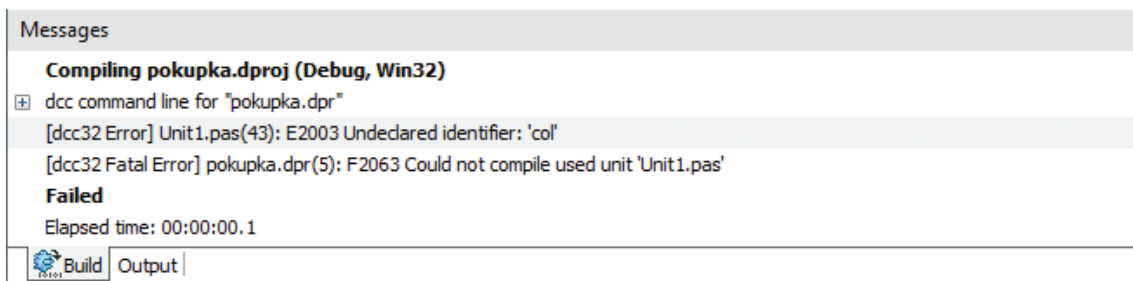 Messages
Compiling pokupka.dproj (Debug, Win32)
dcc command line for "pokupka.dpr"
[dcc32 Error] Unit1.pas(43): E2003 Undeclared identifier: 'col'
[dcc32 Fatal Error] pokupka.dpr(5): F2063 Could not compile used unit 'Unit1.pas'
Failed
Elapsed time: 00:00:00.1
Build Output